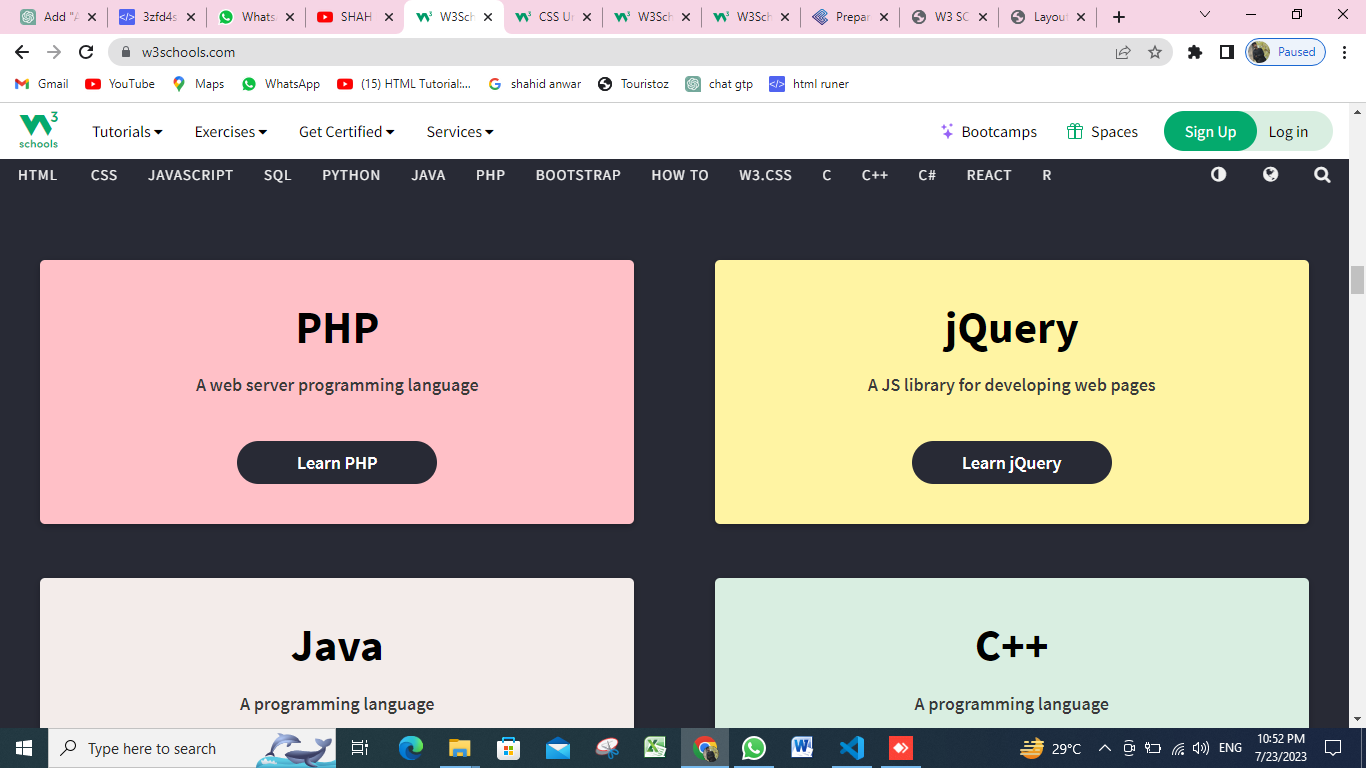 Add "A
3zfd4s
Whats
SHAH
W3Sch
CSS Un
W3Sch
W3Sch
Prepar
W3 SC
Layout
w3schools.com
Paused
Gmail
YouTube
Maps
WhatsApp
(15) HTML Tutorial:...
shahid anwar
Touristoz
chat gtp
html runer
W3
schools
Tutorials
Exercises
Get Certified
Services
Bootcamps
Spaces
Sign Up
Log in
HTML
CSS
JAVASCRIPT
SQL
PYTHON
JAVA
PHP
BOOTSTRAP
HOW TO
W3.CSS
C
C++
C#
REACT
R
PHP
A web server programming language
Learn PHP
jQuery
A JS library for developing web pages
Learn jQuery
Java
A programming language
C++
A programming language
Type here to search
29°C
ENG
10:52 PM
7/23/2023